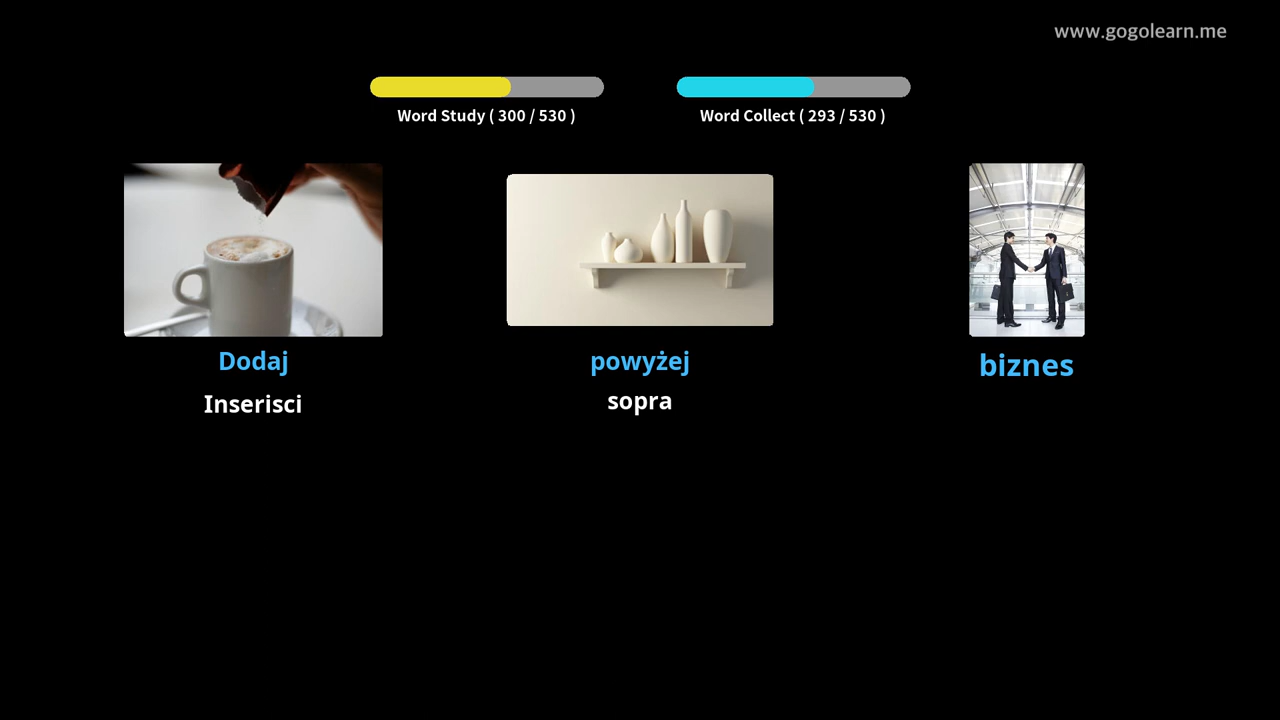 www.gogolearn.me
Word Study ( 300 / 530 )
Word Collect ( 293 / 530 )
Dodaj
Inserisci
powyżej
sopra
biznes